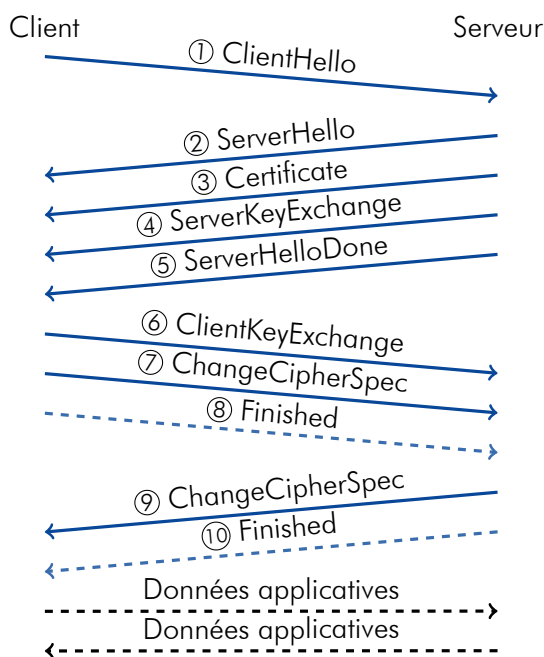 Client
Serveur
① ClientHello
② ServerHello
③ Certificate
④ ServerKeyExchange
⑤ ServerHelloDone
⑥ ClientKeyExchange
⑦ ChangeCipherSpec
⑧ Finished
⑨ ChangeCipherSpec
⑩ Finished
Données applicatives
Données applicatives